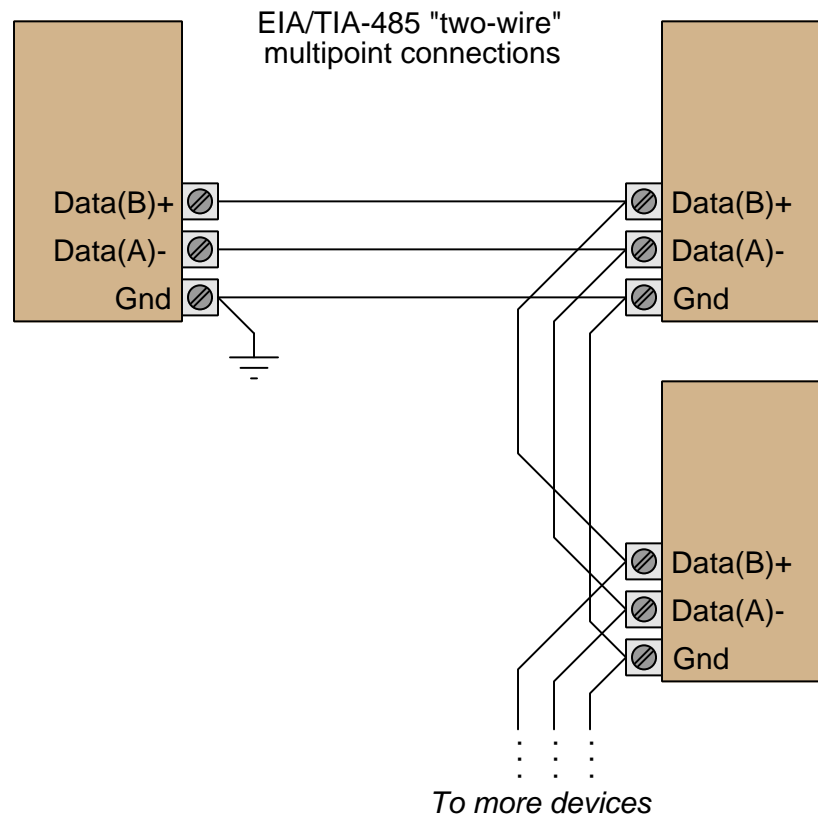 EIA/TIA-485 "two-wire"
multipoint connections
Data(B)+
Data(A)-
Gnd
Data(B)+
Data(A)-
Gnd
Data(B)+
Data(A)-
Gnd
To more devices